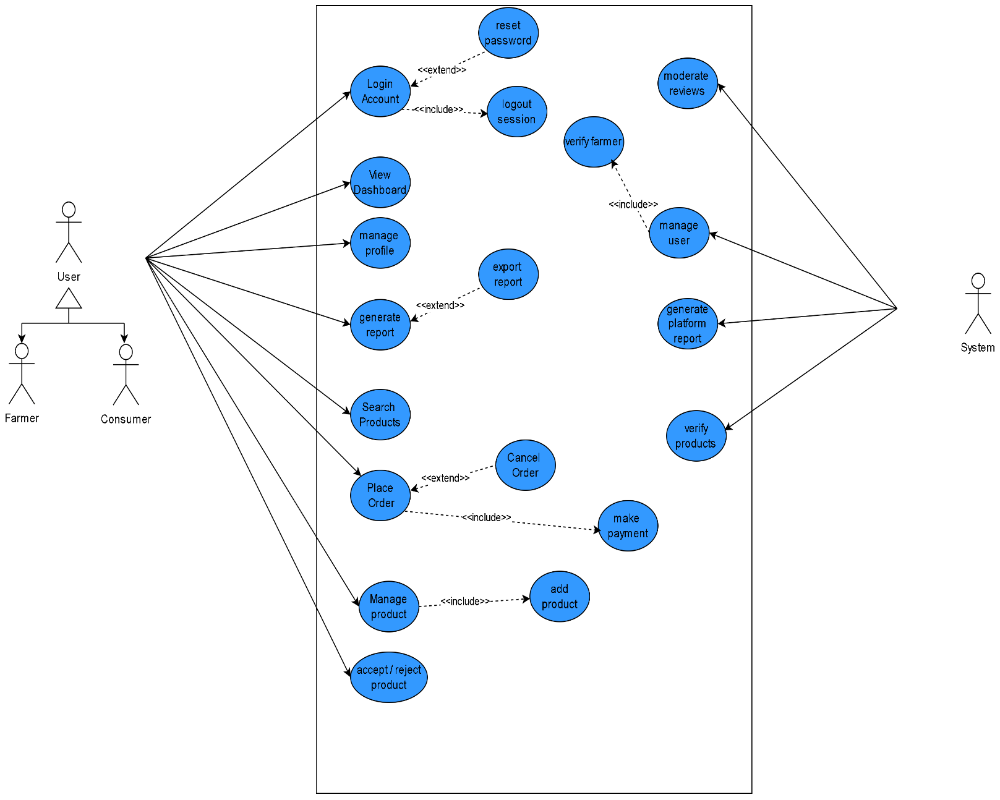 reset
password
<<extend>>
Login
Account
<<include>>
logout
session
moderate
reviews
verify farmer
<<include>>
manage
user
View
Dashboard
manage
profile
User
export
report
<<extend>>
generate
report
generate
platform
report
System
Farmer
Consumer
Search
Products
verify
products
Cancel
Order
<<extend>>
Place
Order
<<include>>
make
payment
Manage
product
<<include>>
add
product
accept / reject
product